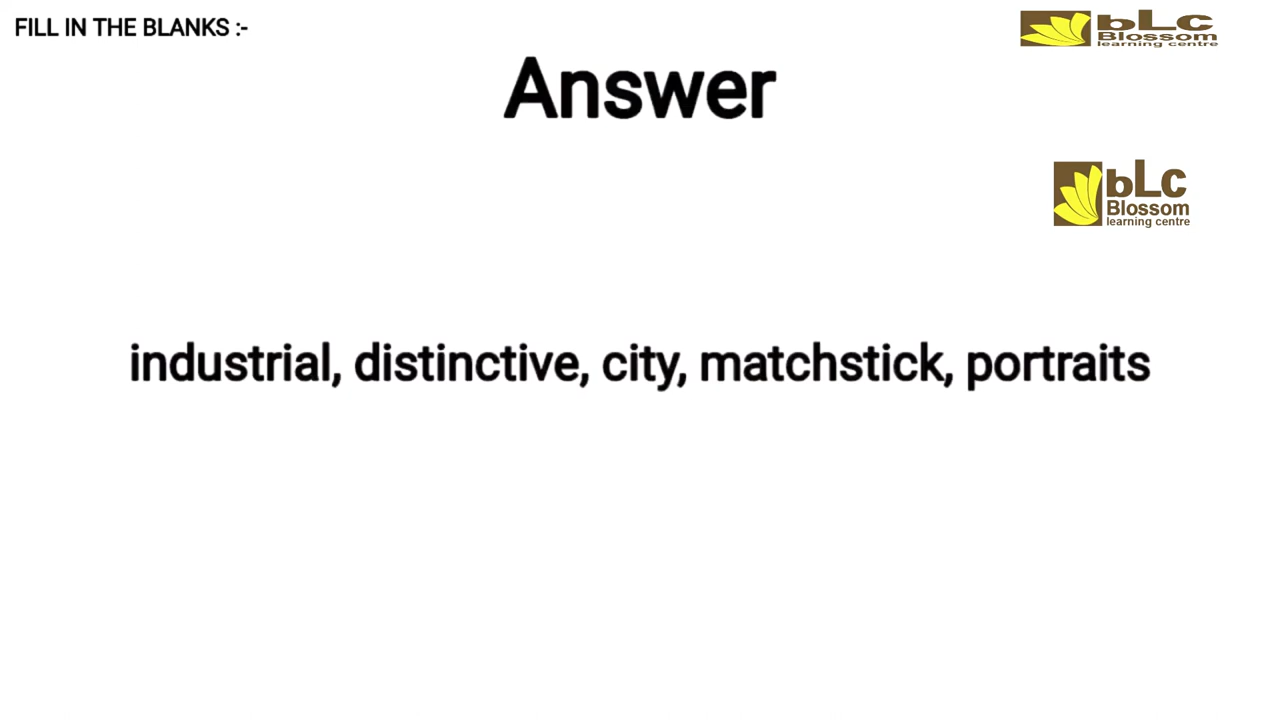 FILL IN THE BLANKS :-
bLc
Blossom
learning centre
Answer
bLc
Blossom
learning centre
industrial, distinctive, city, matchstick, portraits